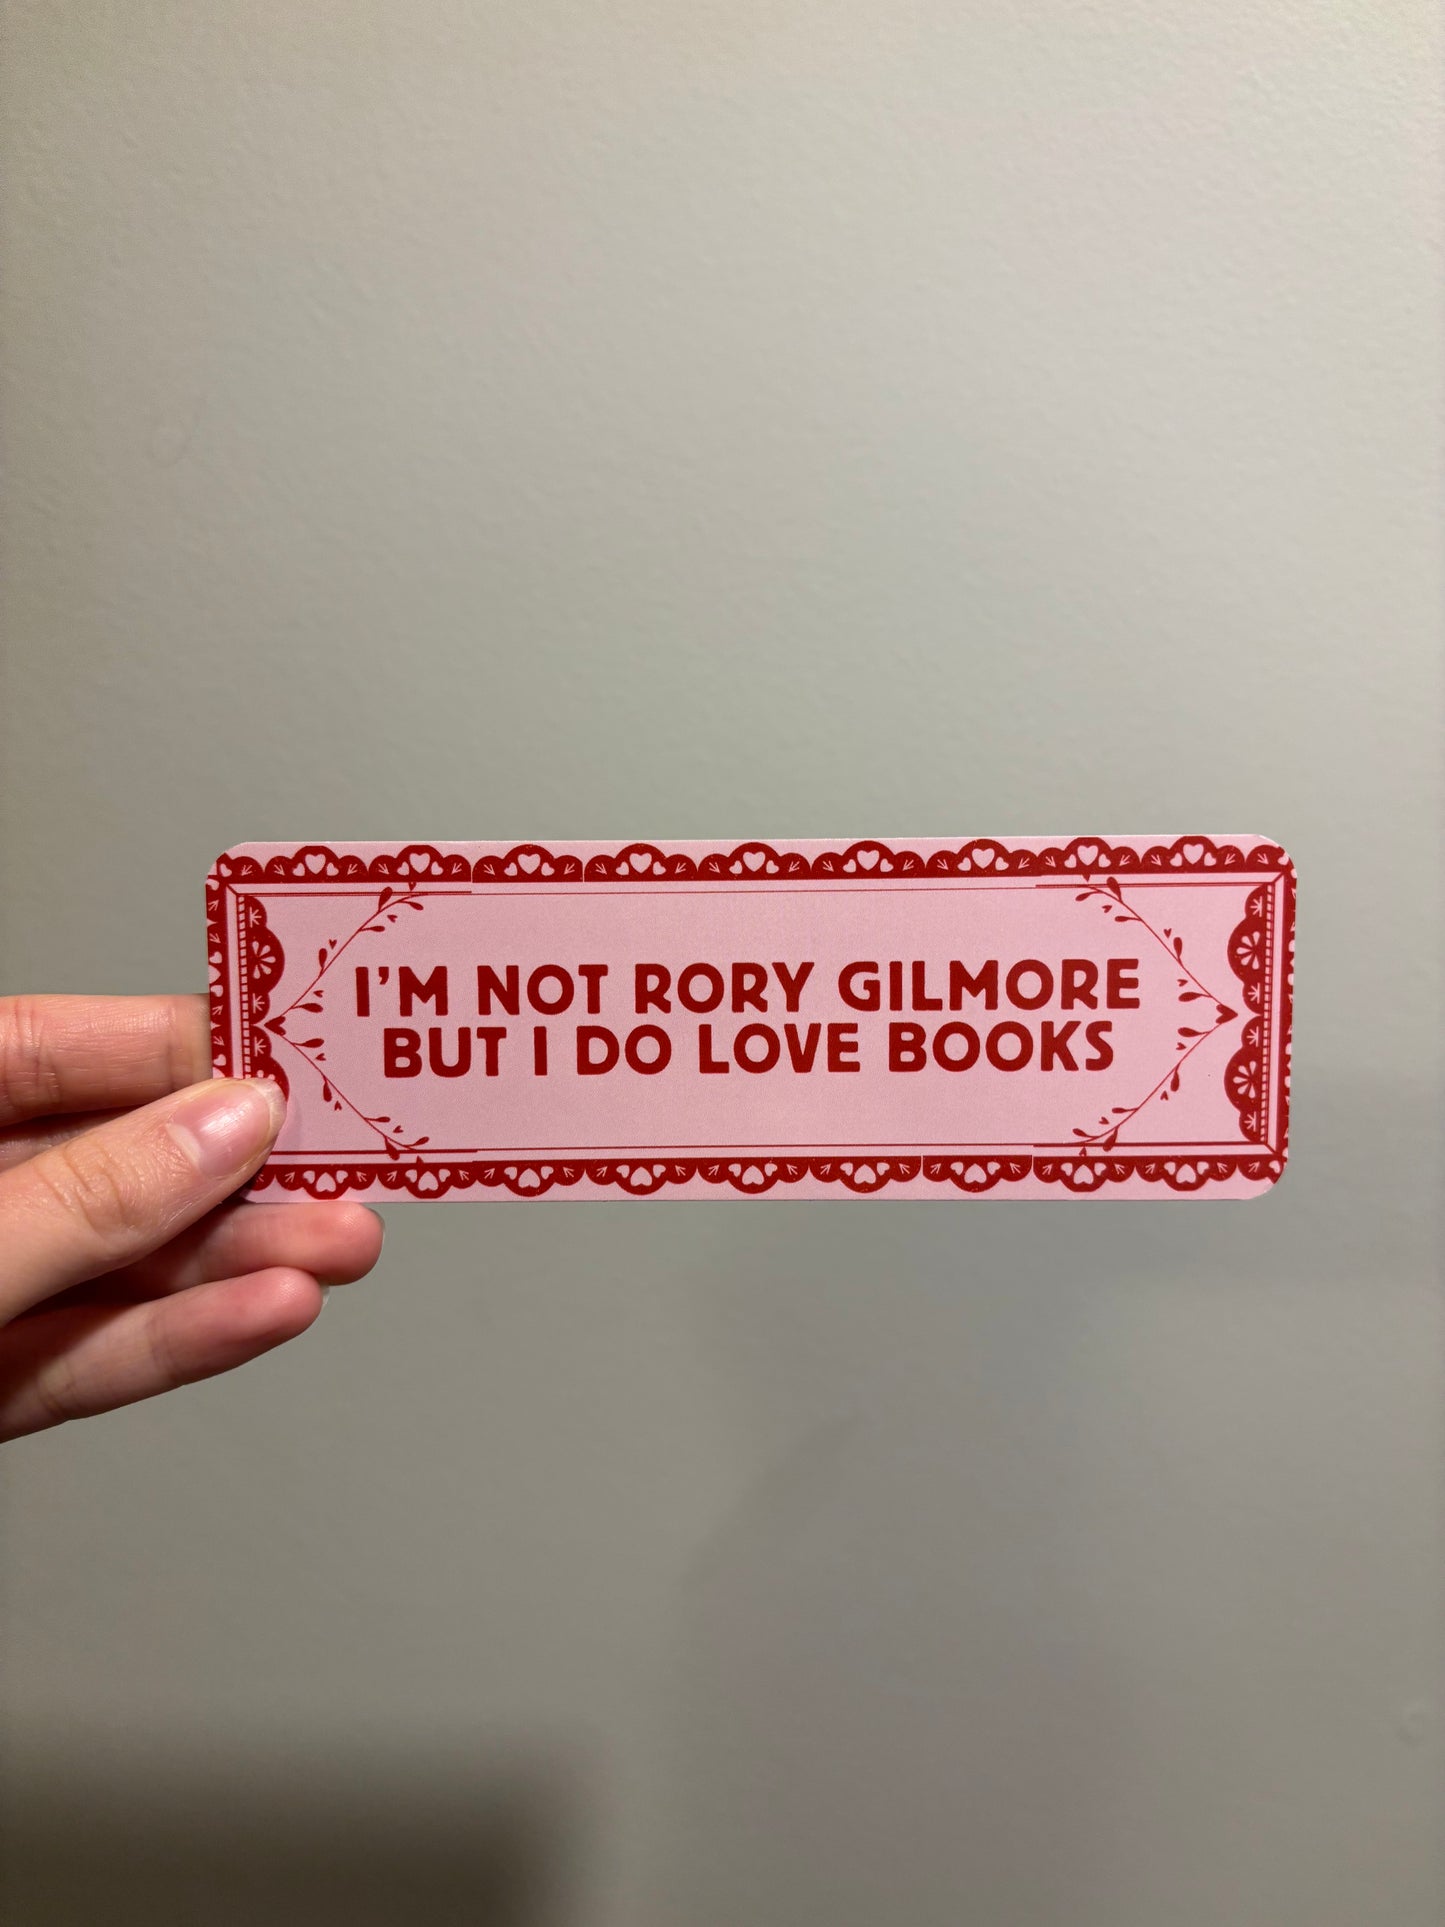 I'M NOT RORY GILMORE
BUT I DO LOVE BOOKS